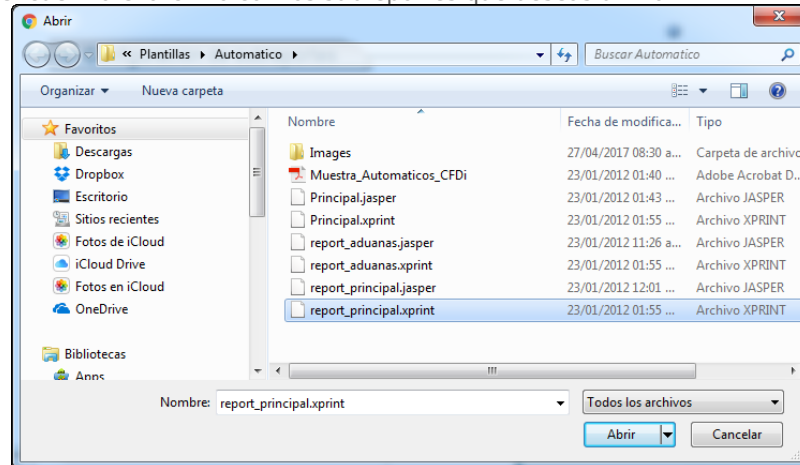 Abrir
« Plantillas ▸ Automatico ▸
Buscar Automatico
Organizar
Nueva carpeta
Favoritos
Descargas
Dropbox
Escritorio
Sitios recientes
Fotos de iCloud
iCloud Drive
Fotos en iCloud
OneDrive
Bibliotecas
Apps
Nombre Fecha de modifica... Tipo
Images 27/04/2017 08:30 a... Carpeta de archivo
Muestra_Automaticos_CFDi 23/01/2012 01:40 ... Adobe Acrobat D...
Principal.jasper 23/01/2012 01:43 ... Archivo JASPER
Principal.xprint 23/01/2012 01:55 ... Archivo XPRINT
report_aduanas.jasper 23/01/2012 11:26 a... Archivo JASPER
report_aduanas.xprint 23/01/2012 01:55 ... Archivo XPRINT
report_principal.jasper 23/01/2012 12:01 ... Archivo JASPER
report_principal.xprint 23/01/2012 01:55 ... Archivo XPRINT
Nombre: report_principal.xprint
Todos los archivos
Abrir
Cancelar